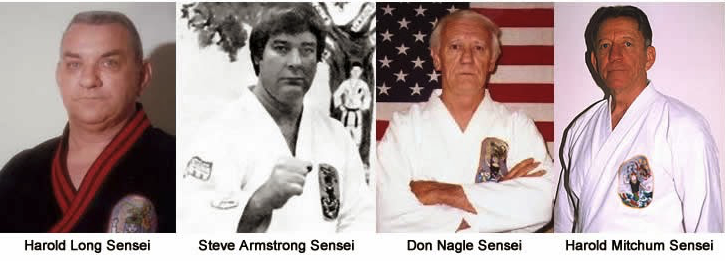 Harold Long Sensei
Steve Armstrong Sensei
Don Nagle Sensei
Harold Mitchum Sensei